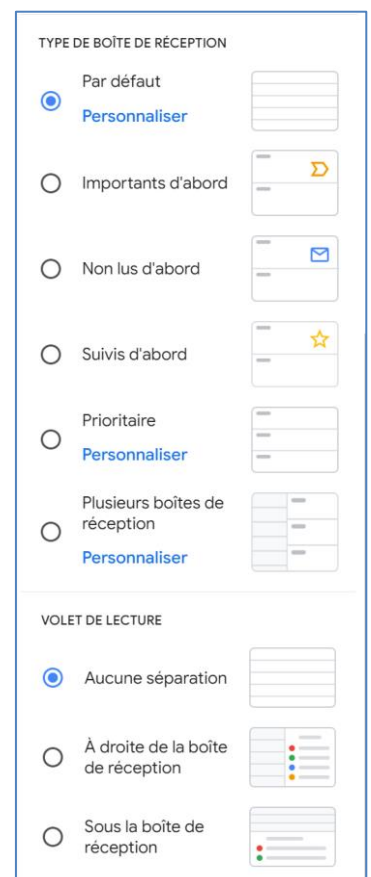 TYPE DE BOÎTE DE RÉCEPTION
Par défaut
Personnaliser
Importants d'abord
Non lus d'abord
Suivis d'abord
Prioritaire
Personnaliser
Plusieurs boîtes de
réception
Personnaliser
VOLET DE LECTURE
Aucune séparation
À droite de la boîte
de réception
Sous la boîte de
réception